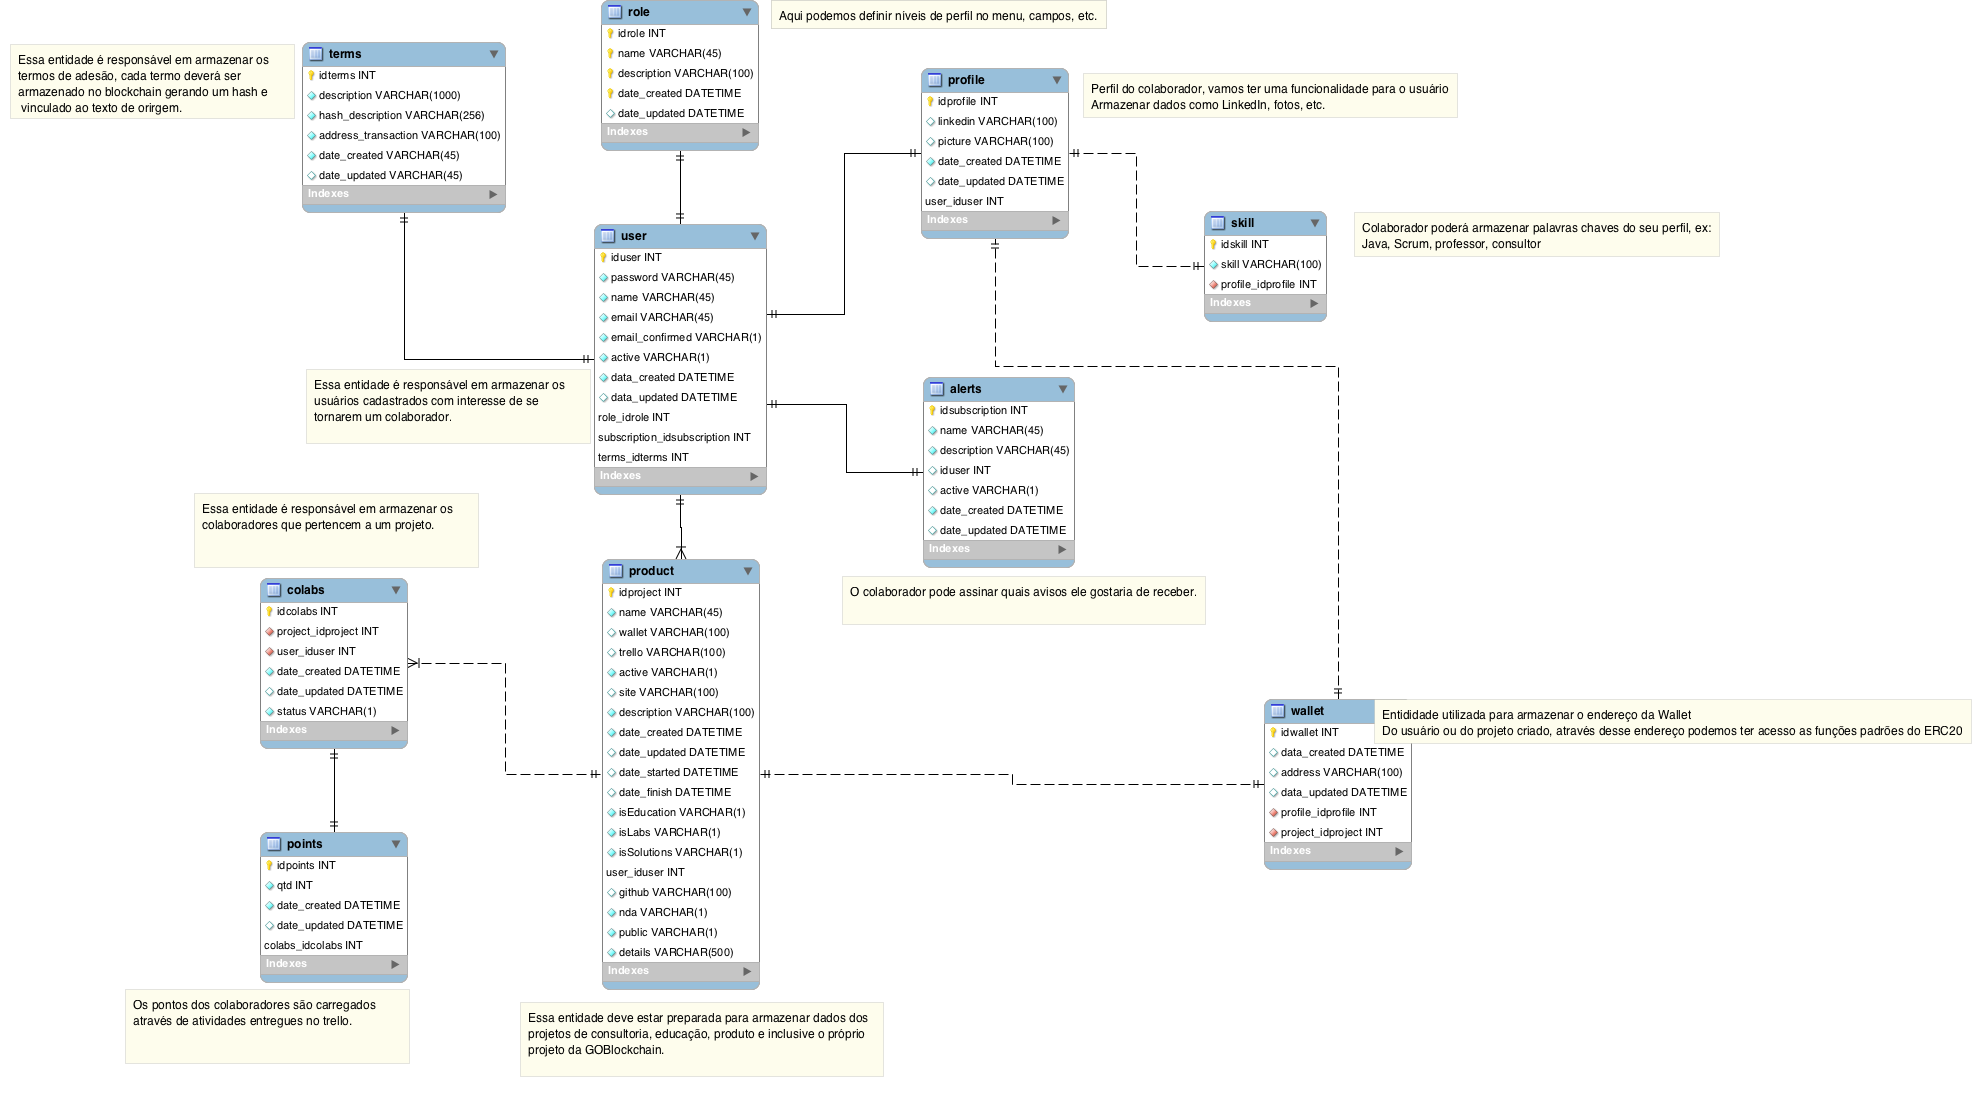 role
idrole INT
name VARCHAR(45)
description VARCHAR(100)
date_created DATETIME
date_updated DATETIME
Indexes
Aqui podemos definir níveis de perfil no menu, campos, etc.
Essa entidade é responsável em armazenar os
termos de adesão, cada termo deverá ser
armazenado no blockchain gerando um hash e
vinculado ao texto de orirgem.
terms
idterms INT
description VARCHAR(1000)
hash_description VARCHAR(256)
address_transaction VARCHAR(100)
date_created VARCHAR(45)
date_updated VARCHAR(45)
Indexes
profile
idprofile INT
linkedin VARCHAR(100)
picture VARCHAR(100)
date_created DATETIME
date_updated DATETIME
user_iduser INT
Indexes
Perfil do colaborador, vamos ter uma funcionalidade para o usuário
Armazenar dados como LinkedIn, fotos, etc.
skill
idskill INT
skill VARCHAR(100)
profile_idprofile INT
Indexes
Colaborador poderá armazenar palavras chaves do seu perfil, ex:
Java, Scrum, professor, consultor
user
iduser INT
password VARCHAR(45)
name VARCHAR(45)
email VARCHAR(45)
email_confirmed VARCHAR(1)
active VARCHAR(1)
data_created DATETIME
data_updated DATETIME
role_idrole INT
subscription_idsubscription INT
terms_idterms INT
Indexes
Essa entidade é responsável em armazenar os
usuários cadastrados com interesse de se
tornarem um colaborador.
alerts
idsubscription INT
name VARCHAR(45)
description VARCHAR(45)
iduser INT
active VARCHAR(1)
date_created DATETIME
date_updated DATETIME
Indexes
O colaborador pode assinar quais avisos ele gostaria de receber.
Essa entidade é responsável em armazenar os
colaboradores que pertencem a um projeto.
colabs
idcolabs INT
project_idproject INT
user_iduser INT
date_created DATETIME
date_updated DATETIME
status VARCHAR(1)
Indexes
product
idproject INT
name VARCHAR(45)
wallet VARCHAR(100)
trello VARCHAR(100)
active VARCHAR(1)
site VARCHAR(100)
description VARCHAR(100)
date_created DATETIME
date_updated DATETIME
date_started DATETIME
date_finish DATETIME
isEducation VARCHAR(1)
isLabs VARCHAR(1)
isSolutions VARCHAR(1)
user_iduser INT
github VARCHAR(100)
nda VARCHAR(1)
public VARCHAR(1)
details VARCHAR(500)
Indexes
wallet
idwallet INT
data_created DATETIME
address VARCHAR(100)
data_updated DATETIME
profile_idprofile INT
project_idproject INT
Indexes
Entididade utilizada para armazenar o endereço da Wallet
Do usuário ou do projeto criado, através desse endereço podemos ter acesso as funções padrões do ERC20
points
idpoints INT
qtd INT
date_created DATETIME
date_updated DATETIME
colabs_idcolabs INT
Indexes
Os pontos dos colaboradores são carregados
através de atividades entregues no trello.
Essa entidade deve estar preparada para armazenar dados dos
projetos de consultoria, educação, produto e inclusive o próprio
projeto da GOBlockchain.